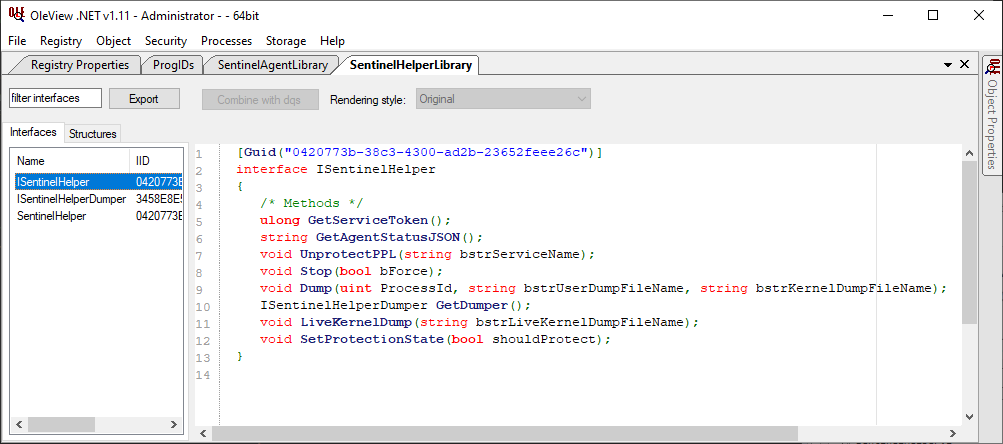 OleView .NET v1.11 - Administrator - - 64bit
File Registry Object Security Processes Storage Help
Registry Properties ProgIDs SentinelAgentLibrary SentinelHelperLibrary
Object Properties
filter interfaces Export Combine with dqs Rendering style: Original
Interfaces Structures
Name IID
ISentinelHelper 0420773B
ISentinelHelperDumper 3458E8E5
SentinelHelper 0420773B
1 [Guid("0420773b-38c3-4300-ad2b-23652feee26c")]
2 interface ISentinelHelper
3 {
4 /* Methods */
5 ulong GetServiceToken();
6 string GetAgentStatusJSON();
7 void UnprotectPPL(string bstrServiceName);
8 void Stop(bool bForce);
9 void Dump(uint ProcessId, string bstrUserDumpFileName, string bstrKernelDumpFileName);
10 ISentinelHelperDumper GetDumper();
11 void LiveKernelDump(string bstrLiveKernelDumpFileName);
12 void SetProtectionState(bool shouldProtect);
13 }
14